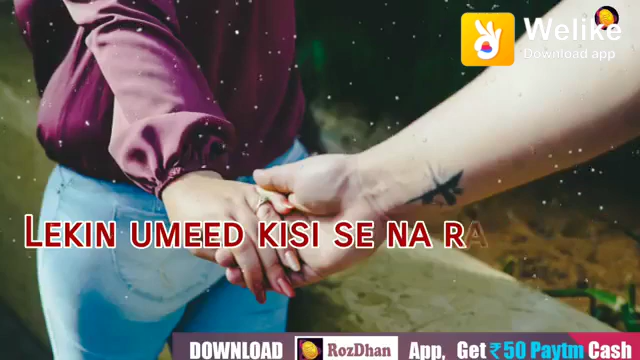 Welike
Download app
LEKIN UMEED KISI SE NA RA
DOWNLOAD RozDhan App, Get ₹50 Paytm Cash